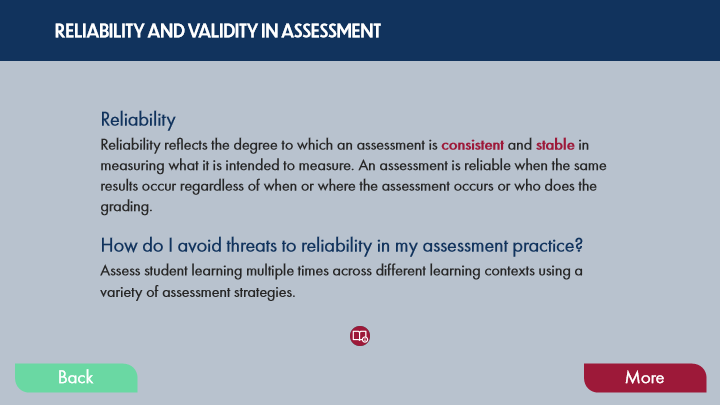 RELIABILITY AND VALIDITY IN ASSESSMENT
Reliability
Reliability reflects the degree to which an assessment is consistent and stable in
measuring what it is intended to measure. An assessment is reliable when the same
results occur regardless of when or where the assessment occurs or who does the
grading.
How do I avoid threats to reliability in my assessment practice?
Assess student learning multiple times across different learning contexts using a
variety of assessment strategies.
Back
More